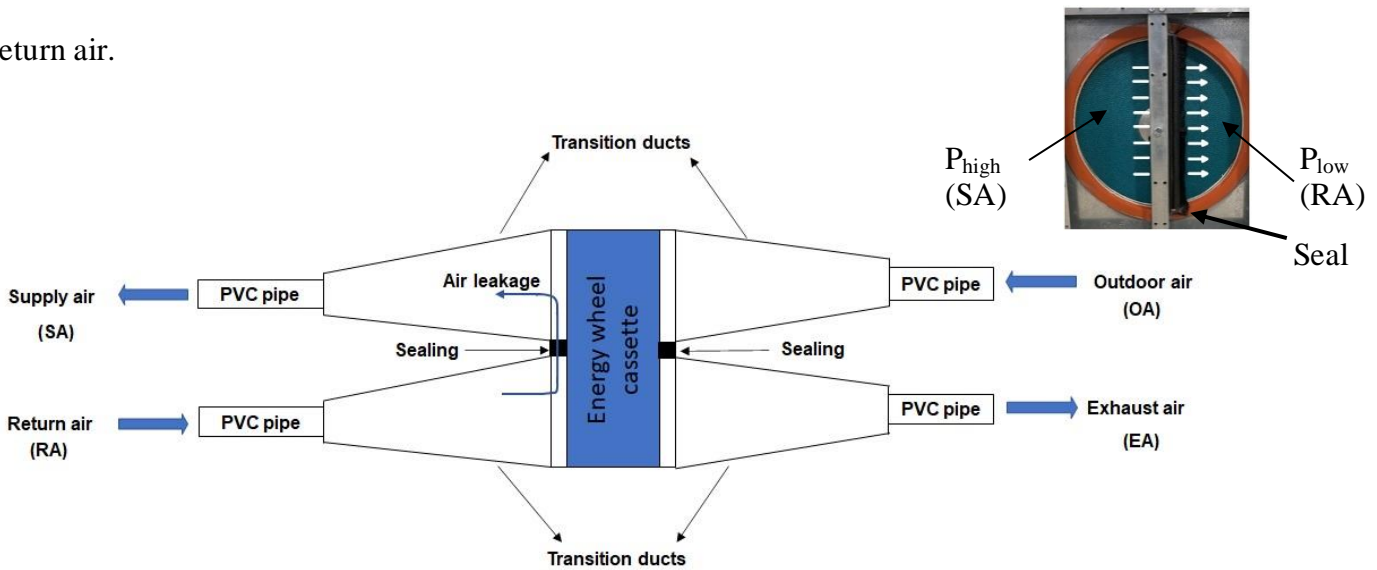 eturn air.
P_high
(SA)
P_low
(RA)
Seal
Transition ducts
Air leakage
Supply air
(SA)
PVC pipe
Sealing
Energy wheel
cassette
Sealing
PVC pipe
Outdoor air
(OA)
Return air
(RA)
PVC pipe
PVC pipe
Exhaust air
(EA)
Transition ducts